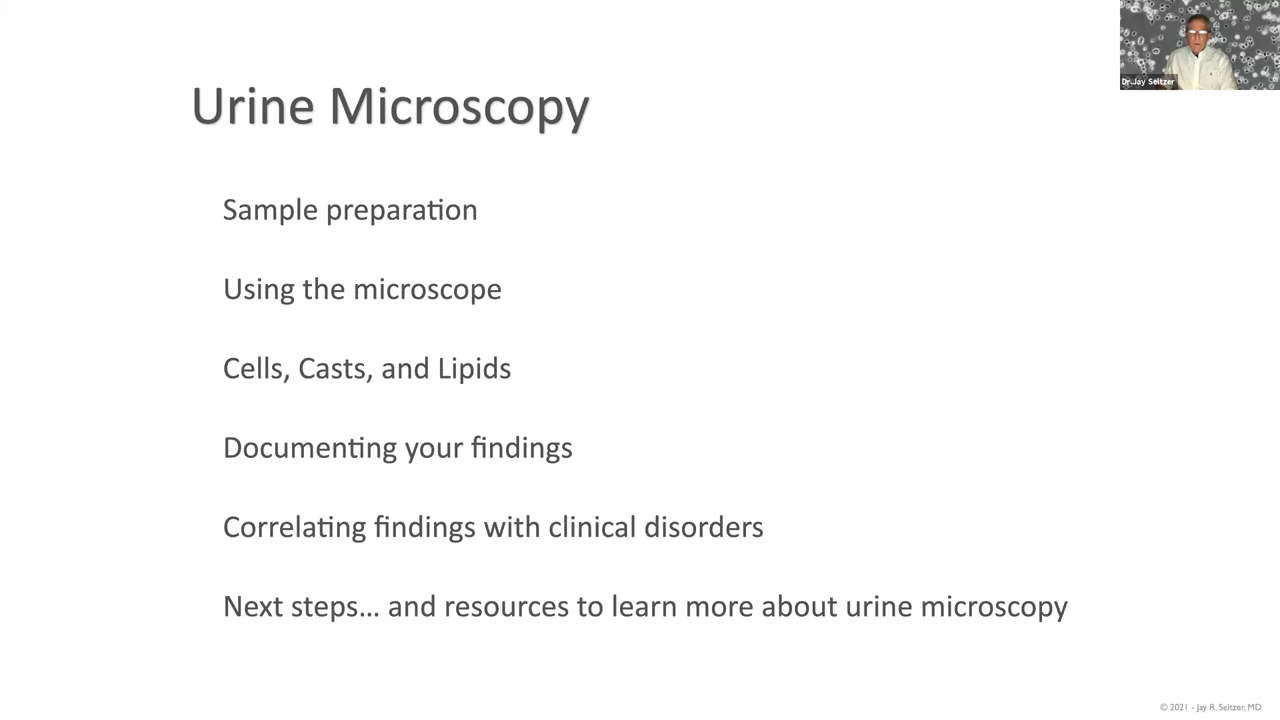 Dr.Jay Seltzer
Urine Microscopy
Sample preparation
Using the microscope
Cells, Casts, and Lipids
Documenting your findings
Correlating findings with clinical disorders
Next steps... and resources to learn more about urine microscopy
© 2021 - Jay R. Seltzer, MD